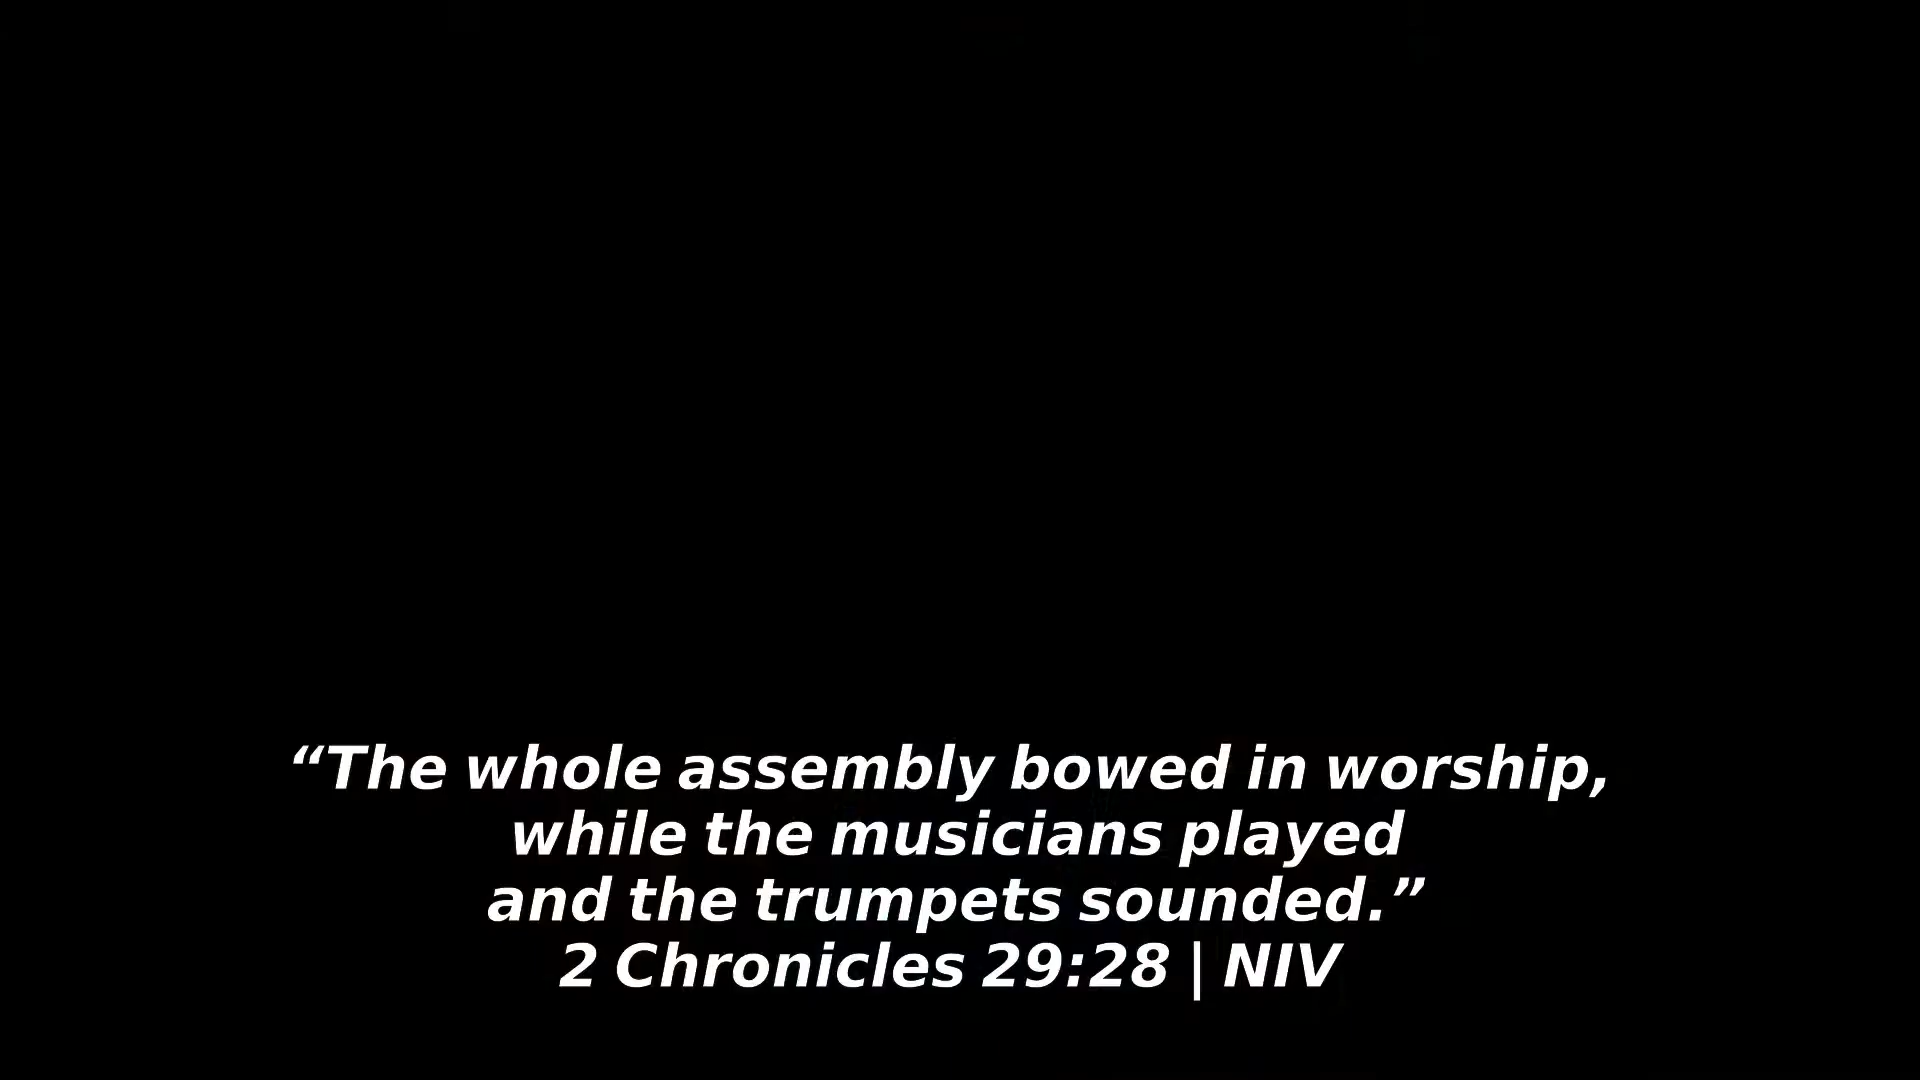 “The whole assembly bowed in worship,
while the musicians played
and the trumpets sounded.”
2 Chronicles 29:28 | NIV